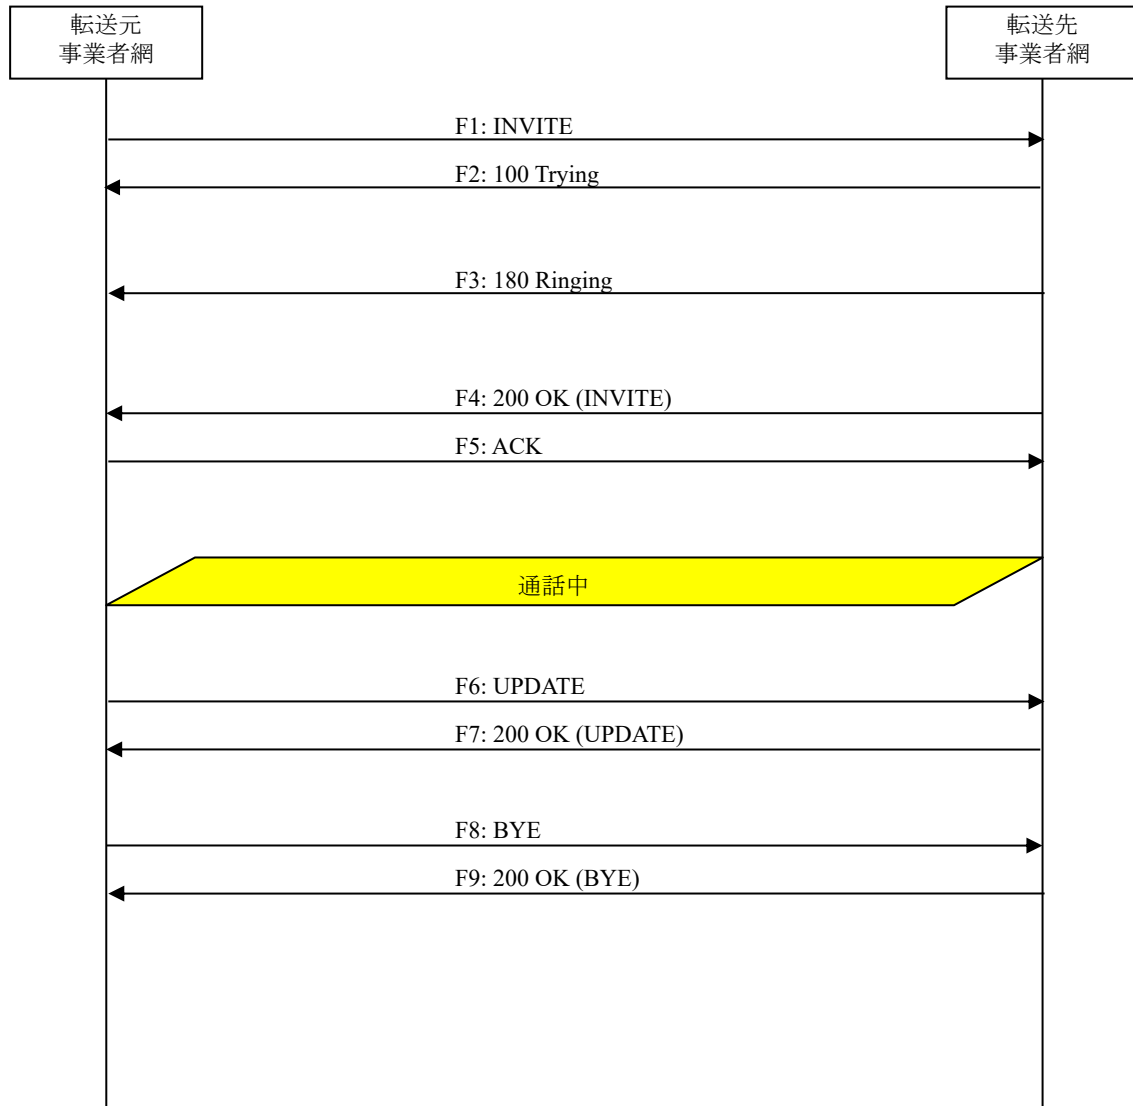 転送元
事業者網
転送先
事業者網
F1: INVITE
F2: 100 Trying
F3: 180 Ringing
F4: 200 OK (INVITE)
F5: ACK
通話中
F6: UPDATE
F7: 200 OK (UPDATE)
F8: BYE
F9: 200 OK (BYE)